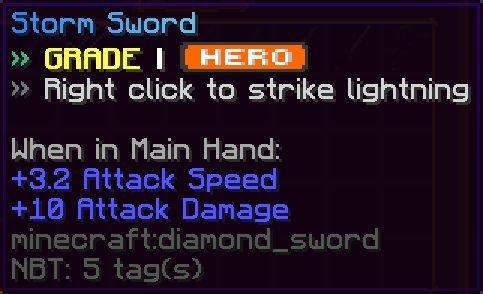 Storm Sword
» GRADE | HERO
» Right click to strike lightning
When in Main Hand:
+3.2 Attack Speed
+10 Attack Damage
minecraft:diamond_sword
NBT: 5 tag(s)